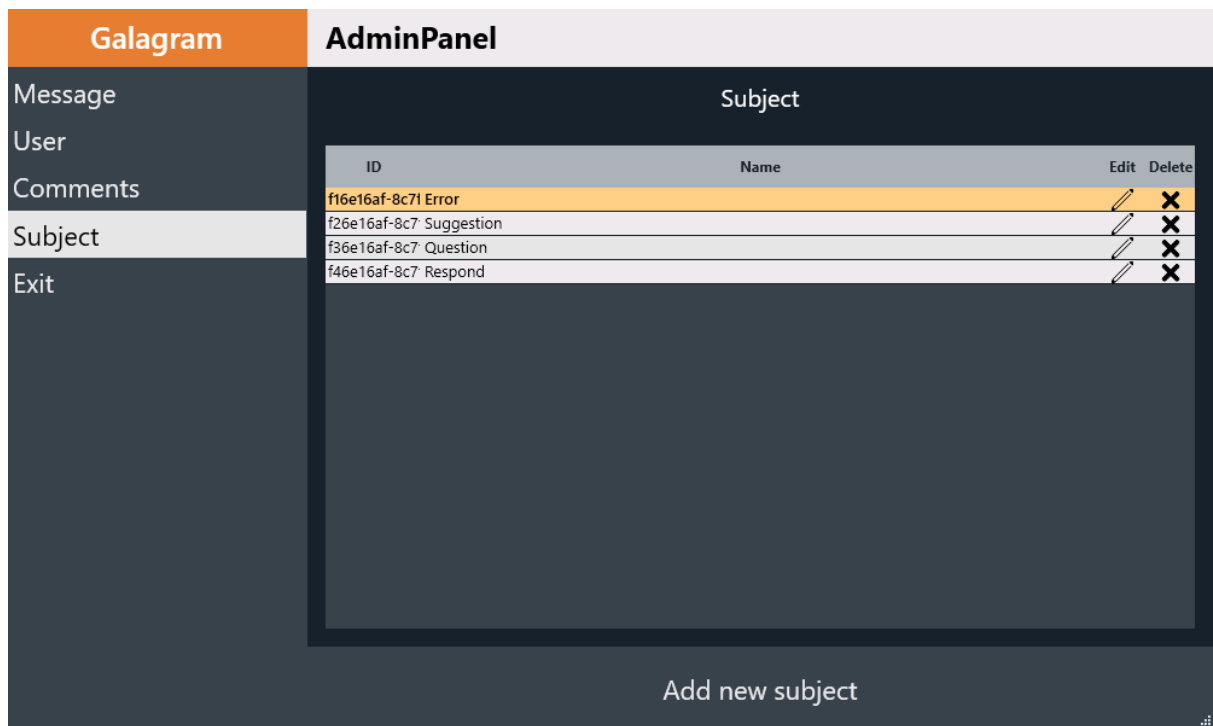 Galagram AdminPanel
Message
User
Comments
Subject
Exit
Subject
ID Name Edit Delete
f16e16af-8c7 Error
f26e16af-8c7 Suggestion
f36e16af-8c7 Question
f46e16af-8c7 Respond
Add new subject